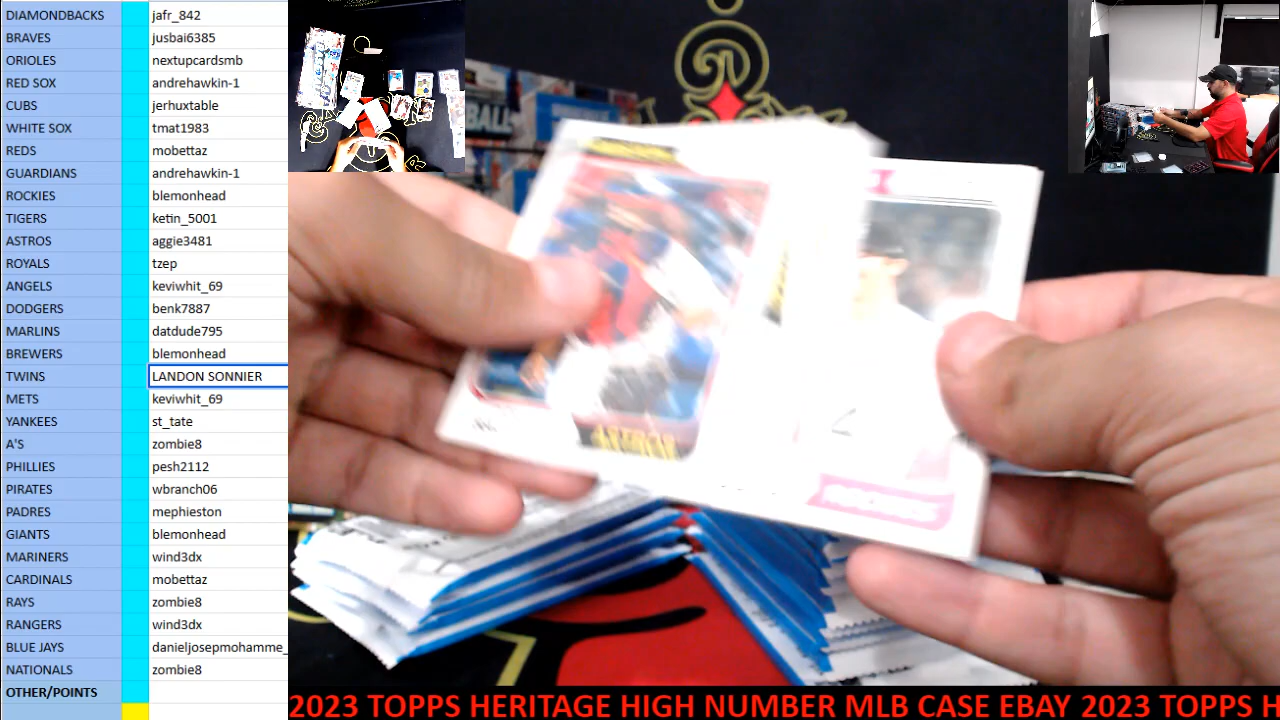 DIAMONDBACKS jafr_842
BRAVES jusbai6385
ORIOLES nextupcardsmb
RED SOX andrehawkin-1
CUBS jerhuxtable
WHITE SOX tmat1983
REDS mobettaz
GUARDIANS andrehawkin-1
ROCKIES blemonhead
TIGERS ketin_5001
ASTROS aggie3481
ROYALS tzep
ANGELS keviwhit_69
DODGERS benk7887
MARLINS datdude795
BREWERS blemonhead
TWINS LANDON SONNIER
METS keviwhit_69
YANKEES st_tate
A'S zombie8
PHILLIES pesh2112
PIRATES wbranch06
PADRES mephieston
GIANTS blemonhead
MARINERS wind3dx
CARDINALS mobettaz
RAYS zombie8
RANGERS wind3dx
BLUE JAYS danieljosepmohamme_
NATIONALS zombie8
OTHER/POINTS
2023 TOPPS HERITAGE HIGH NUMBER MLB CASE EBAY 2023 TOPPS H